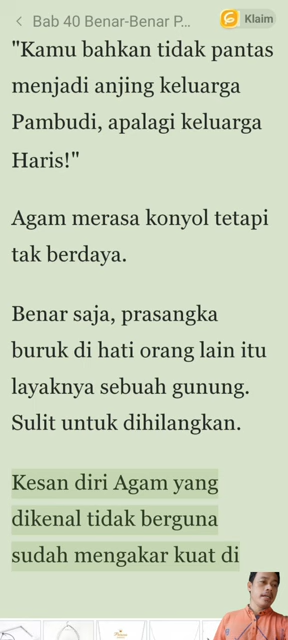 Bab 40 Benar-Benar P...
Klaim
"Kamu bahkan tidak pantas
menjadi anjing keluarga
Pambudi, apalagi keluarga
Haris!"
Agam merasa konyol tetapi
tak berdaya.
Benar saja, prasangka
buruk di hati orang lain itu
layaknya sebuah gunung.
Sulit untuk dihilangkan.
Kesan diri Agam yang
dikenal tidak berguna
sudah mengakar kuat di